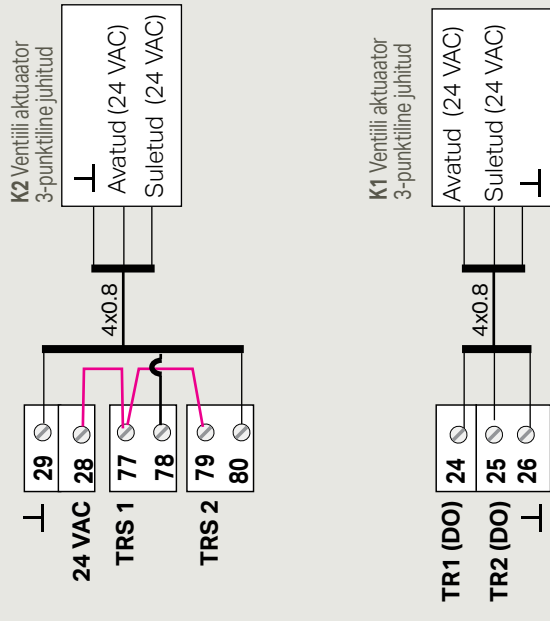 K2 Ventiili aktuaator
3-punktiline juhitud
⊥
Avatud (24 VAC)
Suletud (24 VAC)
4x0.8
⊥ 29
24 VAC 28
TRS 1 77
78
TRS 2 79
80
K1 Ventiili aktuaator
3-punktiline juhitud
Avatud (24 VAC)
Suletud (24 VAC)
⊥
4x0.8
TR1 (DO) 24
TR2 (DO) 25
⊥ 26